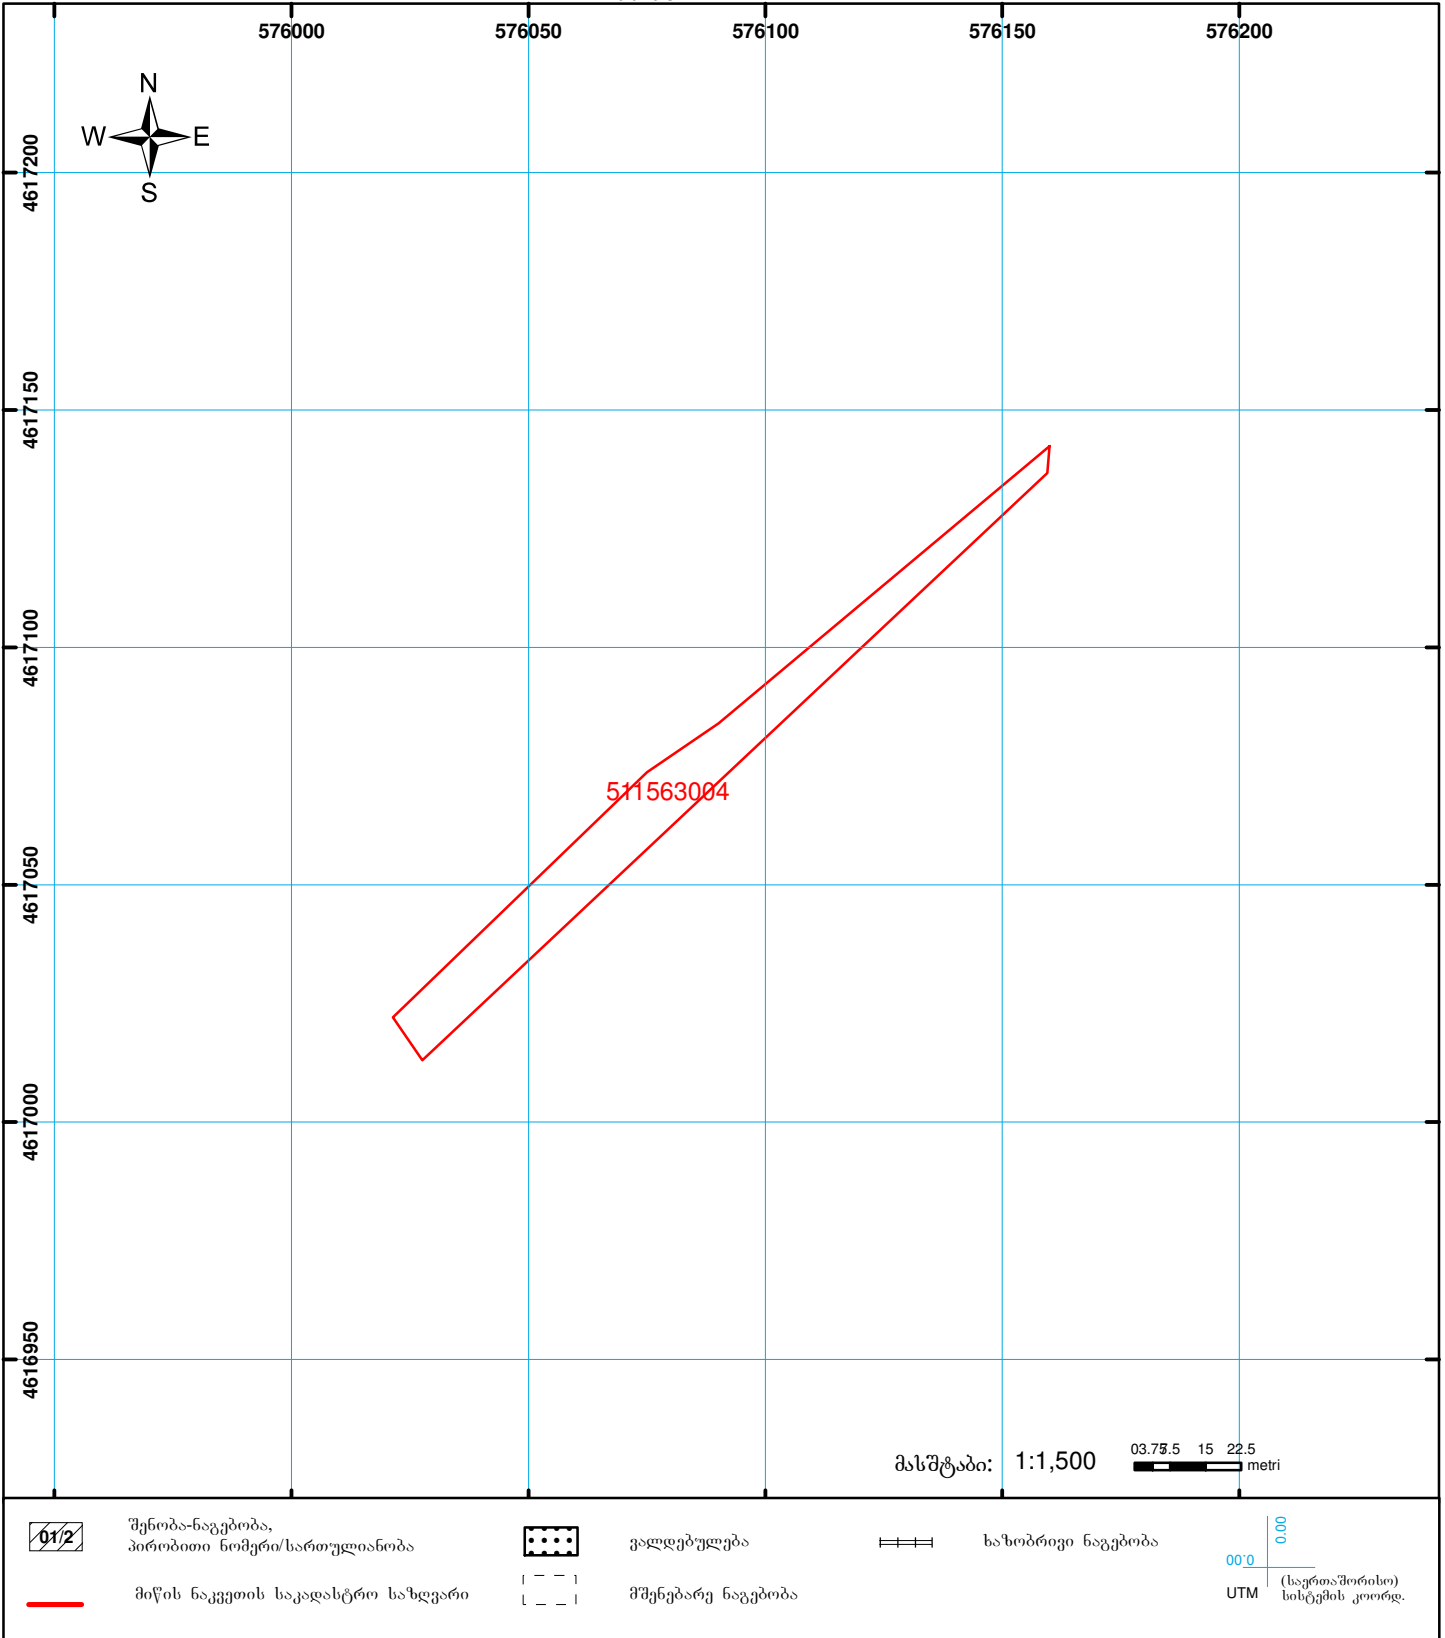 576000 576050 576100 576150 576200
N
W E
S
4617200
4617150
4617100
4617050
4617000
4616950
511563004
მასშტაბი: 1:1,500
03.75 7.5 15 22.5
metri
01/2
შენობა-ნაგებობა,
პირობითი ნომერი/სართულიანობა
ვალდებულება
ხაზობრივი ნაგებობა
მიწის ნაკვეთის საკადასტრო საზღვარი
მშენებარე ნაგებობა
0.00
0.00
UTM
(საერთაშორისო)
სისტემის კოორდ.